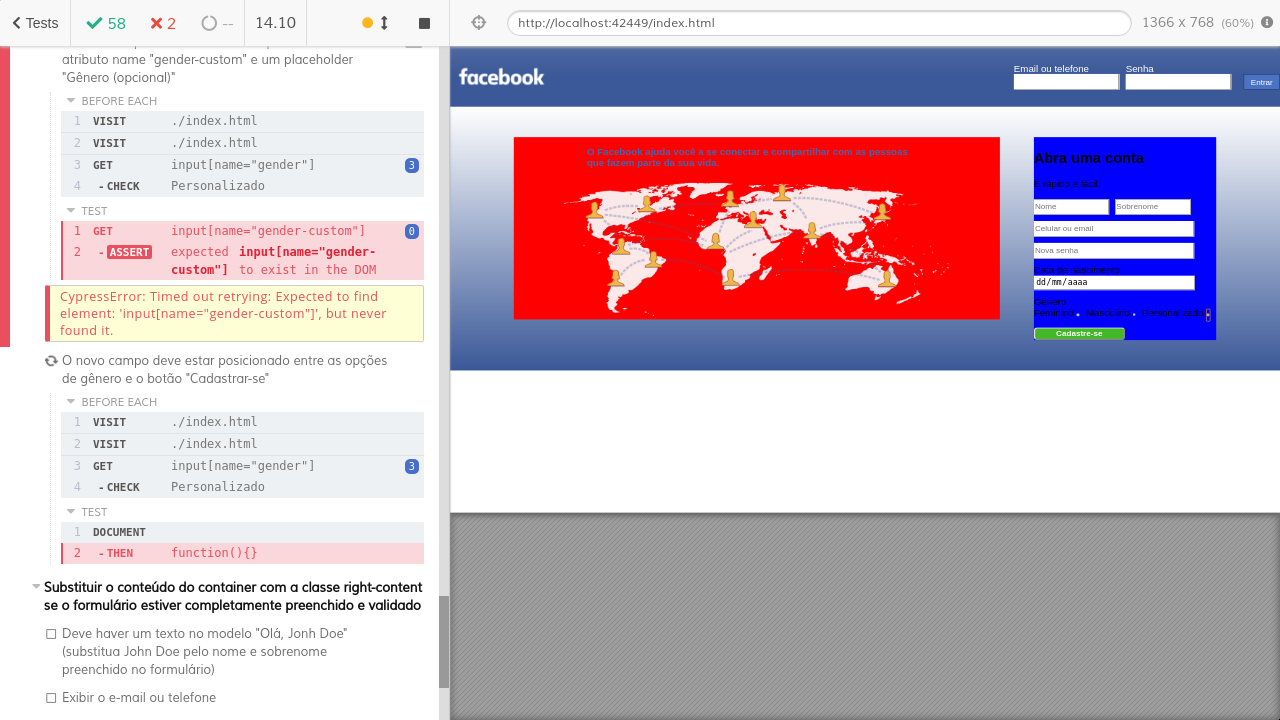 Tests
58
2
--
14.10
http://localhost:42449/index.html
1366 x 768 (60%)
atributo name "gender-custom" e um placeholder
"Gênero (opcional)"
BEFORE EACH
1 VISIT ./index.html
2 VISIT ./index.html
3 GET input[name="gender"] 3
4 - CHECK Personalizado
TEST
1 GET input[name="gender-custom"] 0
2 - ASSERT expected input[name="gender-
custom"] to exist in the DOM
CypressError: Timed out retrying: Expected to find
element: 'input[name="gender-custom"]', but never
found it.
O novo campo deve estar posicionado entre as opções
de gênero e o botão "Cadastrar-se"
BEFORE EACH
1 VISIT ./index.html
2 VISIT ./index.html
3 GET input[name="gender"] 3
4 - CHECK Personalizado
TEST
1 DOCUMENT
2 - THEN function(){}
Substituir o conteúdo do container com a classe right-content
se o formulário estiver completamente preenchido e validado
Deve haver um texto no modelo "Olá, Jonh Doe"
(substitua John Doe pelo nome e sobrenome
preenchido no formulário)
Exibir o e-mail ou telefone
facebook
Email ou telefone
Senha
Entrar
O Facebook ajuda você a se conectar e compartilhar com as pessoas
que fazem parte da sua vida.
Abra uma conta
É rápido e fácil
Nome
Sobrenome
Celular ou email
Nova senha
Data de nascimento
dd/mm/aaaa
Gênero
Feminino Masculino Personalizado
Cadastre-se